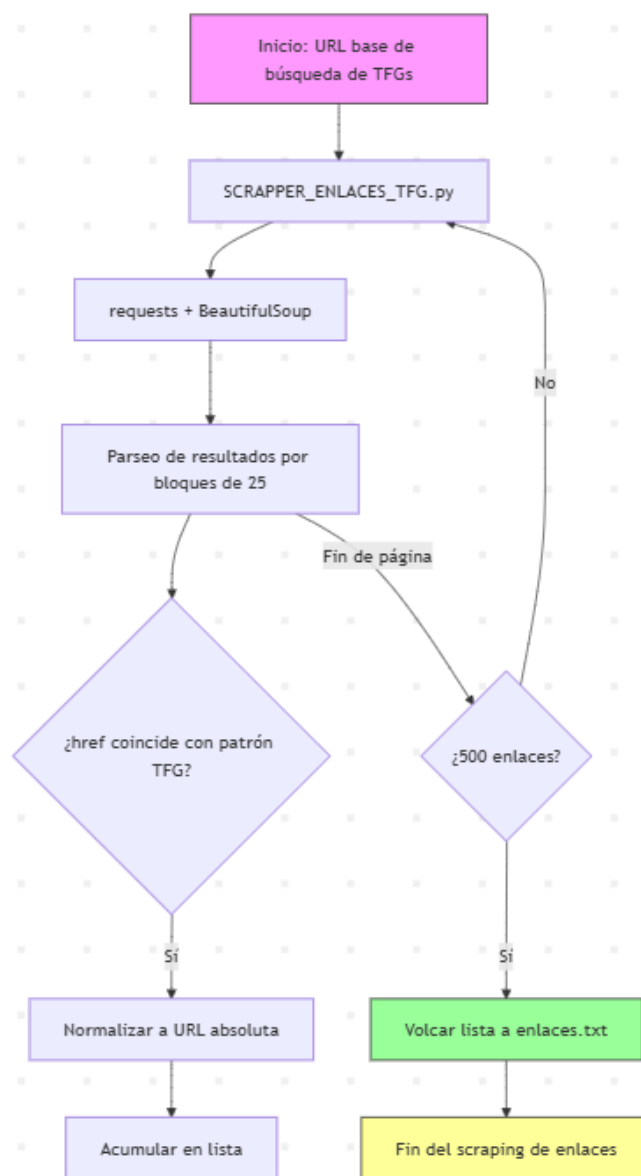 Inicio: URL base de
búsqueda de TFGs
SCRAPPER_ENLACES_TFG.py
requests + BeautifulSoup
No
Parseo de resultados por
bloques de 25
Fin de página
¿href coincide con patrón
TFG?
¿500 enlaces?
Sí
Sí
Normalizar a URL absoluta
Volcar lista a enlaces.txt
Acumular en lista
Fin del scraping de enlaces